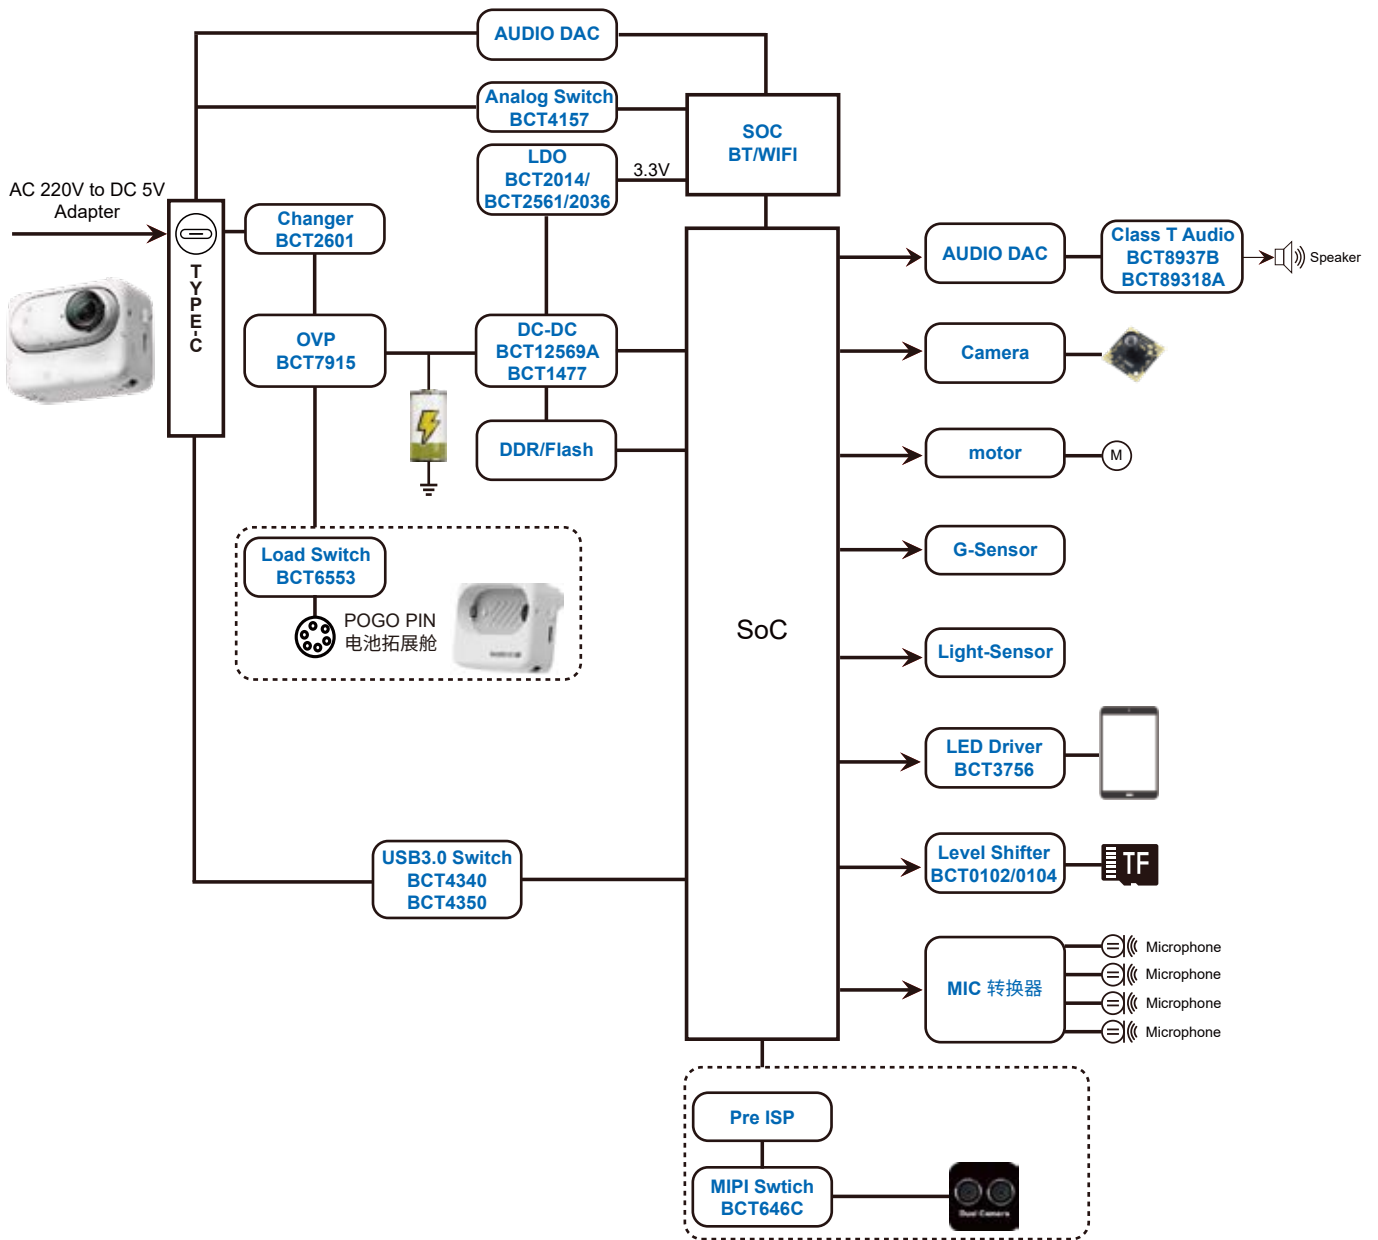 AUDIO DAC
Analog Switch
BCT4157
SOC
BT/WIFI
LDO
BCT2014/
BCT2561/2036
3.3V
AC 220V to DC 5V
Adapter
TYPE-C
Changer
BCT2601
OVP
BCT7915
DC-DC
BCT12569A
BCT1477
DDR/Flash
Load Switch
BCT6553
POGO PIN
电池拓展舱
USB3.0 Switch
BCT4340
BCT4350
SoC
AUDIO DAC
Class T Audio
BCT8937B
BCT89318A
Speaker
Camera
motor
M
G-Sensor
Light-Sensor
LED Driver
BCT3756
Level Shifter
BCT0102/0104
TF
MIC 转换器
Microphone
Microphone
Microphone
Microphone
Pre ISP
MIPI Swtich
BCT646C
Dual Camera